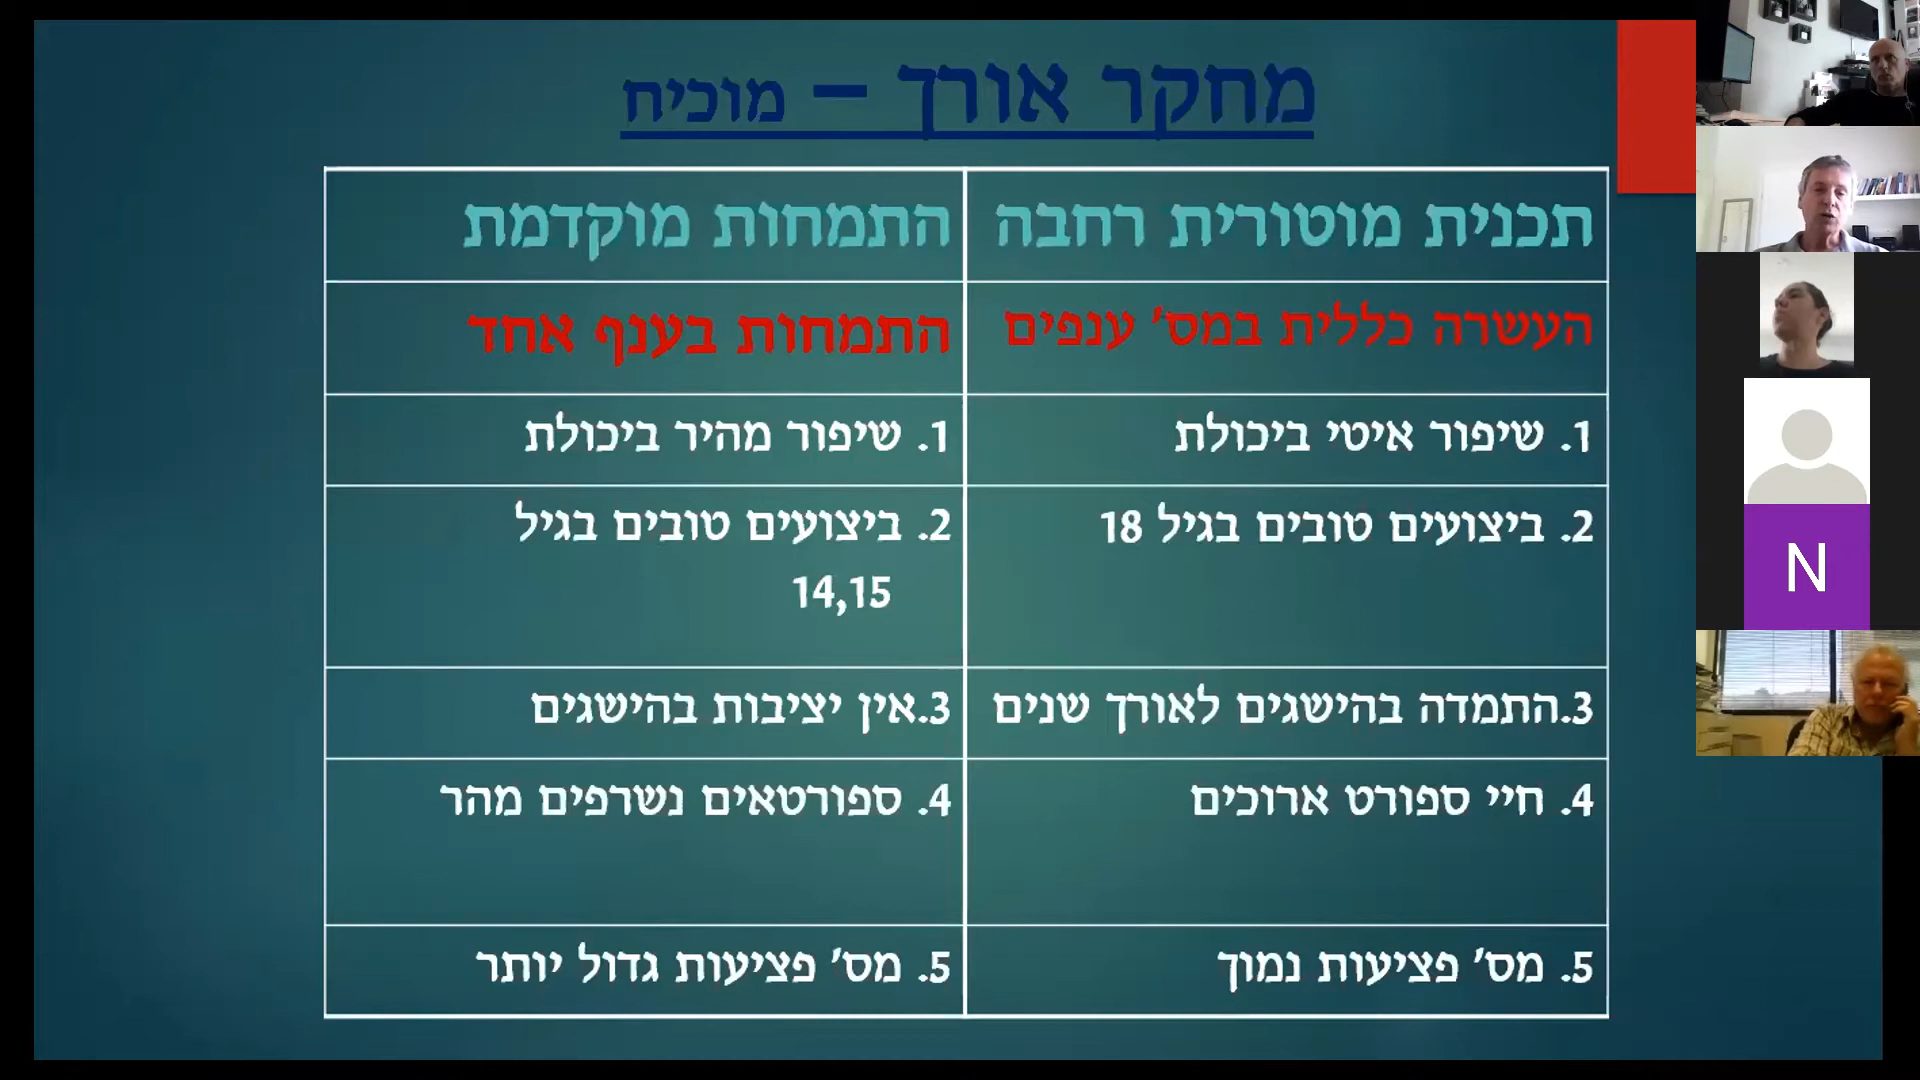 מחקר אורך – מוכיח
תכנית מוטורית רחבה
התמחות מוקדמת
העשרה כללית במס' ענפים
התמחות בענף אחד
1. שיפור איטי ביכולת
1. שיפור מהיר ביכולת
2. ביצועים טובים בגיל 18
2. ביצועים טובים בגיל
14,15
3.התמדה בהישגים לאורך שנים
3.אין יציבות בהישגים
4. חיי ספורט ארוכים
4. ספורטאים נשרפים מהר
5. מס' פציעות נמוך
5. מס' פציעות גדול יותר
N